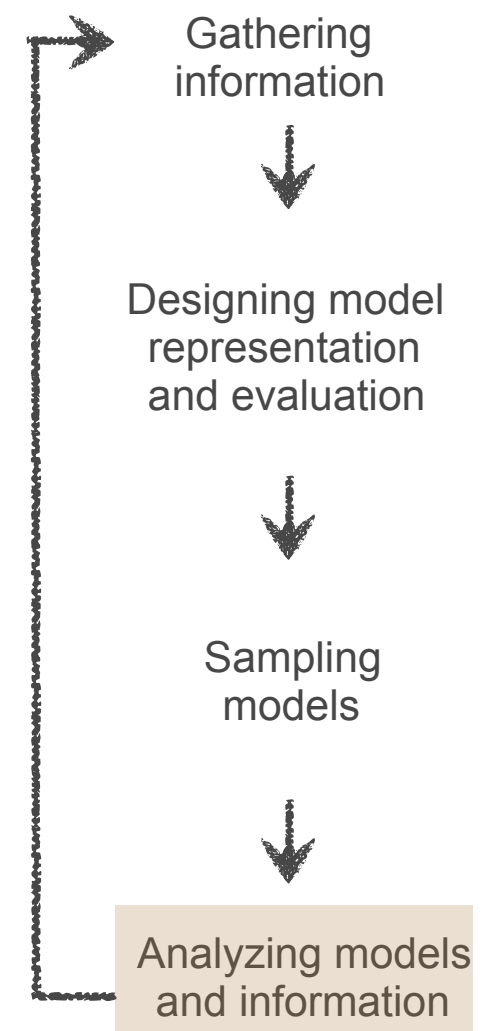 Gathering
information
Designing model
representation
and evaluation
Sampling
models
Analyzing models
and information